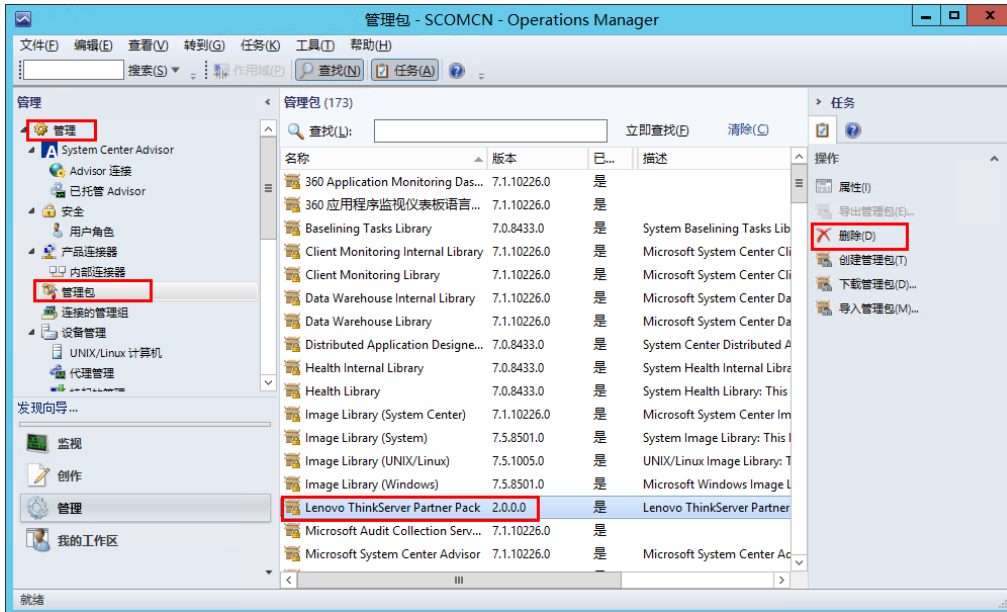 管理包 - SCOMCN - Operations Manager
文件(F) 编辑(E) 查看(V) 转到(G) 任务(K) 工具(T) 帮助(H)
搜索(S) 作用域(P) 查找(N) 任务(A)
管理
管理
System Center Advisor
Advisor 连接
已托管 Advisor
安全
用户角色
产品连接器
内部连接器
管理包
连接的管理组
设备管理
UNIX/Linux 计算机
代理管理
发现向导...
监视
创作
管理
我的工作区
管理包 (173)
查找(L): 立即查找(F) 清除(C)
名称 版本 已... 描述
360 Application Monitoring Das... 7.1.10226.0 是
360 应用程序监视仪表板语言... 7.1.10226.0 是
Baselining Tasks Library 7.0.8433.0 是 System Baselining Tasks Lib
Client Monitoring Internal Library 7.1.10226.0 是 Microsoft System Center Cli
Client Monitoring Library 7.1.10226.0 是 Microsoft System Center Cli
Data Warehouse Internal Library 7.1.10226.0 是 Microsoft System Center Da
Data Warehouse Library 7.1.10226.0 是 Microsoft System Center Da
Distributed Application Designe... 7.0.8433.0 是 System Center Distributed A
Health Internal Library 7.0.8433.0 是 System Health Internal Libra
Health Library 7.0.8433.0 是 System Health Library: This
Image Library (System Center) 7.1.10226.0 是 Microsoft System Center Im
Image Library (System) 7.5.8501.0 是 System Image Library: This l
Image Library (UNIX/Linux) 7.5.1005.0 是 UNIX/Linux Image Library: T
Image Library (Windows) 7.5.8501.0 是 Microsoft Windows Image L
Lenovo ThinkServer Partner Pack 2.0.0.0 是 Lenovo ThinkServer Partner
Microsoft Audit Collection Serv... 7.1.10226.0 是
Microsoft System Center Advisor 7.1.10226.0 是 Microsoft System Center Ad
任务
操作
属性(I)
导出管理包(E)...
删除(D)
创建管理包(T)
下载管理包(D)...
导入管理包(M)...
就绪